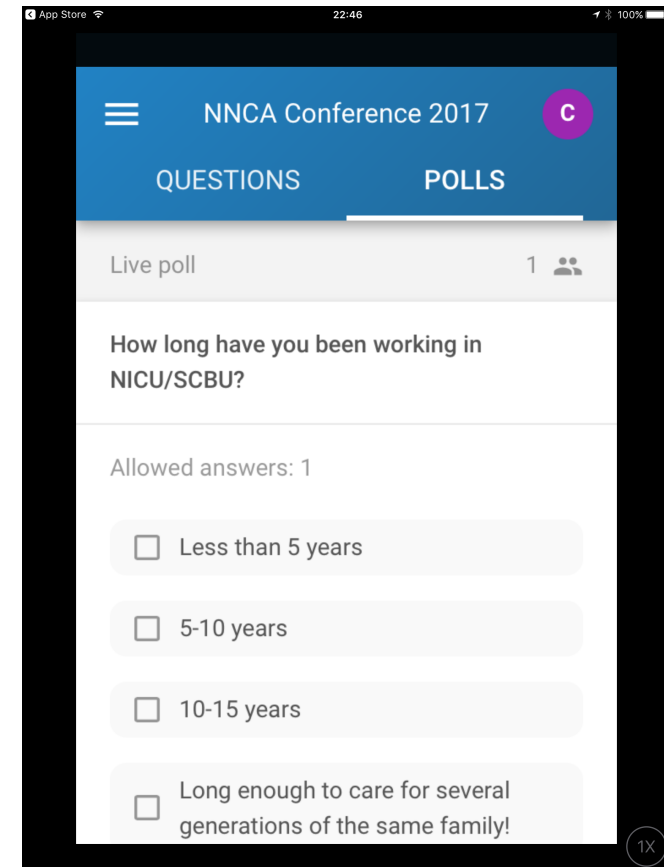 App Store 22:46 100%
NNCA Conference 2017 C
QUESTIONS POLLS
Live poll 1
How long have you been working in
NICU/SCBU?
Allowed answers: 1
Less than 5 years
5-10 years
10-15 years
Long enough to care for several
generations of the same family!
1X